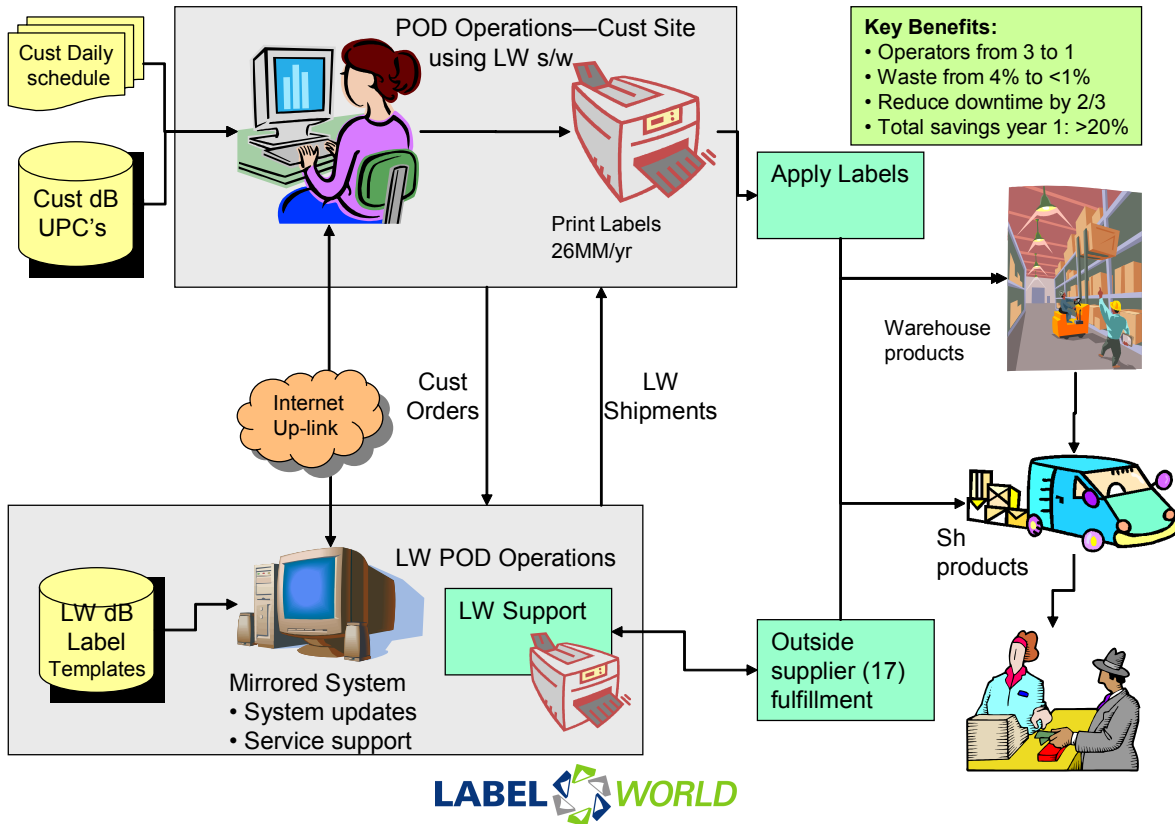 Cust Daily
schedule
Cust dB
UPC's
POD Operations—Cust Site
using LW s/w
Print Labels
26MM/yr
Key Benefits:
• Operators from 3 to 1
• Waste from 4% to <1%
• Reduce downtime by 2/3
• Total savings year 1: >20%
Apply Labels
Warehouse
products
Internet
Up-link
Cust
Orders
LW
Shipments
Sh
products
LW POD Operations
LW dB
Label
Templates
LW Support
Mirrored System
• System updates
• Service support
Outside
supplier (17)
fulfillment
LABEL WORLD